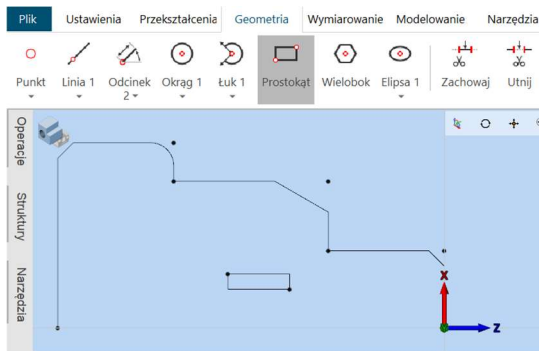 Plik Ustawienia Przekształcenia Geometria Wymiarowanie Modelowanie Narzędzia
Punkt Linia 1 Odcinek 2 Okrąg 1 Łuk 1 Prostokąt Wielobok Elipsa 1 Zachowaj Utnij
Operacje
Struktury
Narzędzia
X
Z